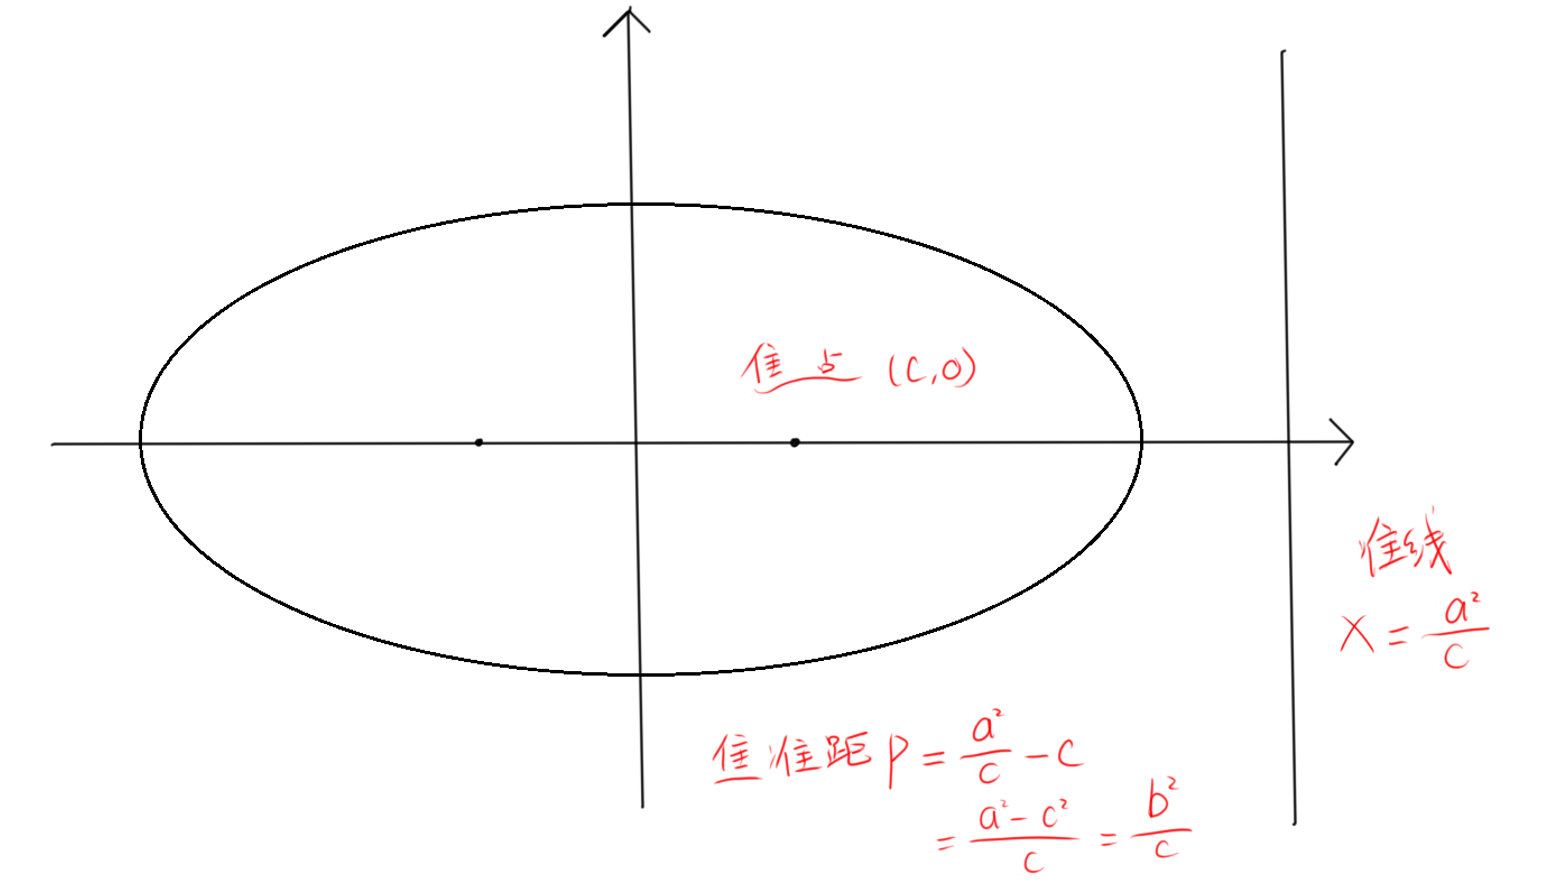 焦点 (c,0)
准线
x = a²/c
焦准距 p = a²/c - c
= a²-c²/c = b²/c